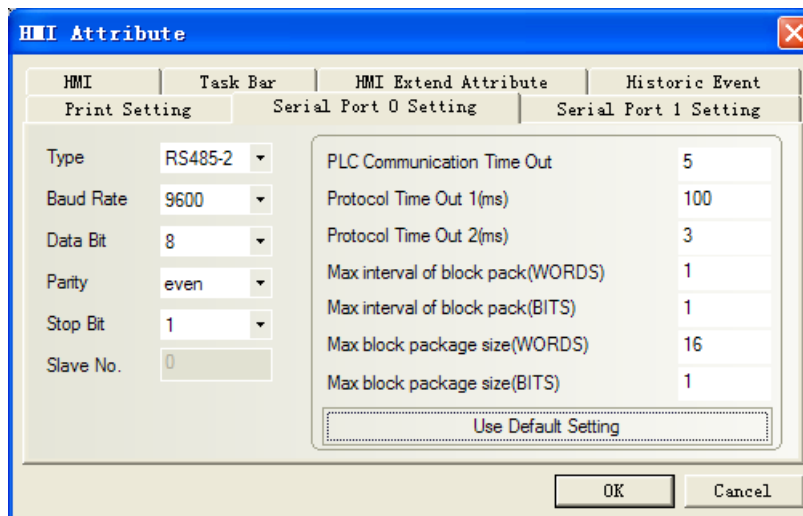 HMI Attribute
HMI Task Bar HMI Extend Attribute Historic Event
Print Setting Serial Port 0 Setting Serial Port 1 Setting
Type RS485-2
Baud Rate 9600
Data Bit 8
Parity even
Stop Bit 1
Slave No. 0
PLC Communication Time Out 5
Protocol Time Out 1(ms) 100
Protocol Time Out 2(ms) 3
Max interval of block pack(WORDS) 1
Max interval of block pack(BITS) 1
Max block package size(WORDS) 16
Max block package size(BITS) 1
Use Default Setting
OK Cancel